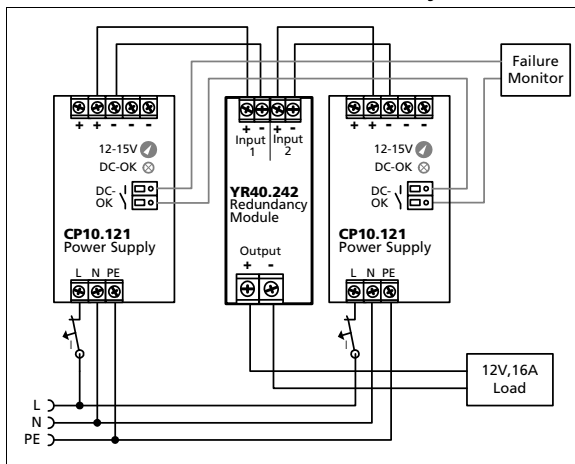 Failure
Monitor
+ + - - -
12-15V
DC-OK
DC-
OK
CP10.121
Power Supply
L N PE
+ - + -
Input
1
Input
2
YR40.242
Redundancy
Module
Output
+ -
+ + - - -
12-15V
DC-OK
DC-
OK
CP10.121
Power Supply
L N PE
I
I
12V,16A
Load
L
N
PE